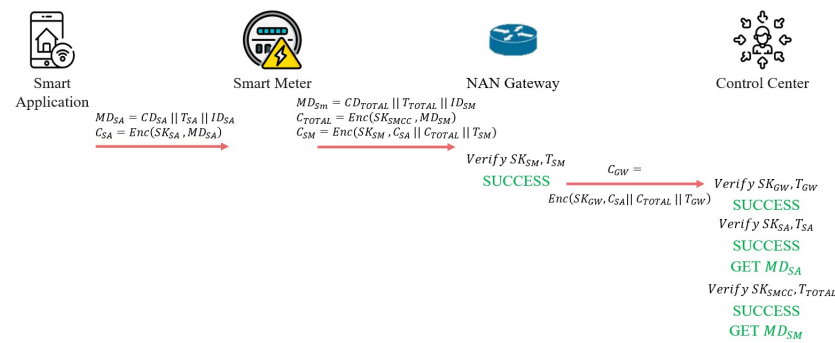 Smart
Application
Smart Meter
NAN Gateway
Control Center
MD_SA = CD_SA || T_SA || ID_SA
C_SA = Enc(SK_SA, MD_SA)
MD_Sm = CD_TOTAL || T_TOTAL || ID_SM
C_TOTAL = Enc(SK_SMCC, MD_SM)
C_SM = Enc(SK_SM, C_SA || C_TOTAL || T_SM)
Verify SK_SM, T_SM
SUCCESS
C_GW =
Enc(SK_GW, C_SA || C_TOTAL || T_GW)
Verify SK_GW, T_GW
SUCCESS
Verify SK_SA, T_SA
SUCCESS
GET MD_SA
Verify SK_SMCC, T_TOTAL
SUCCESS
GET MD_SM